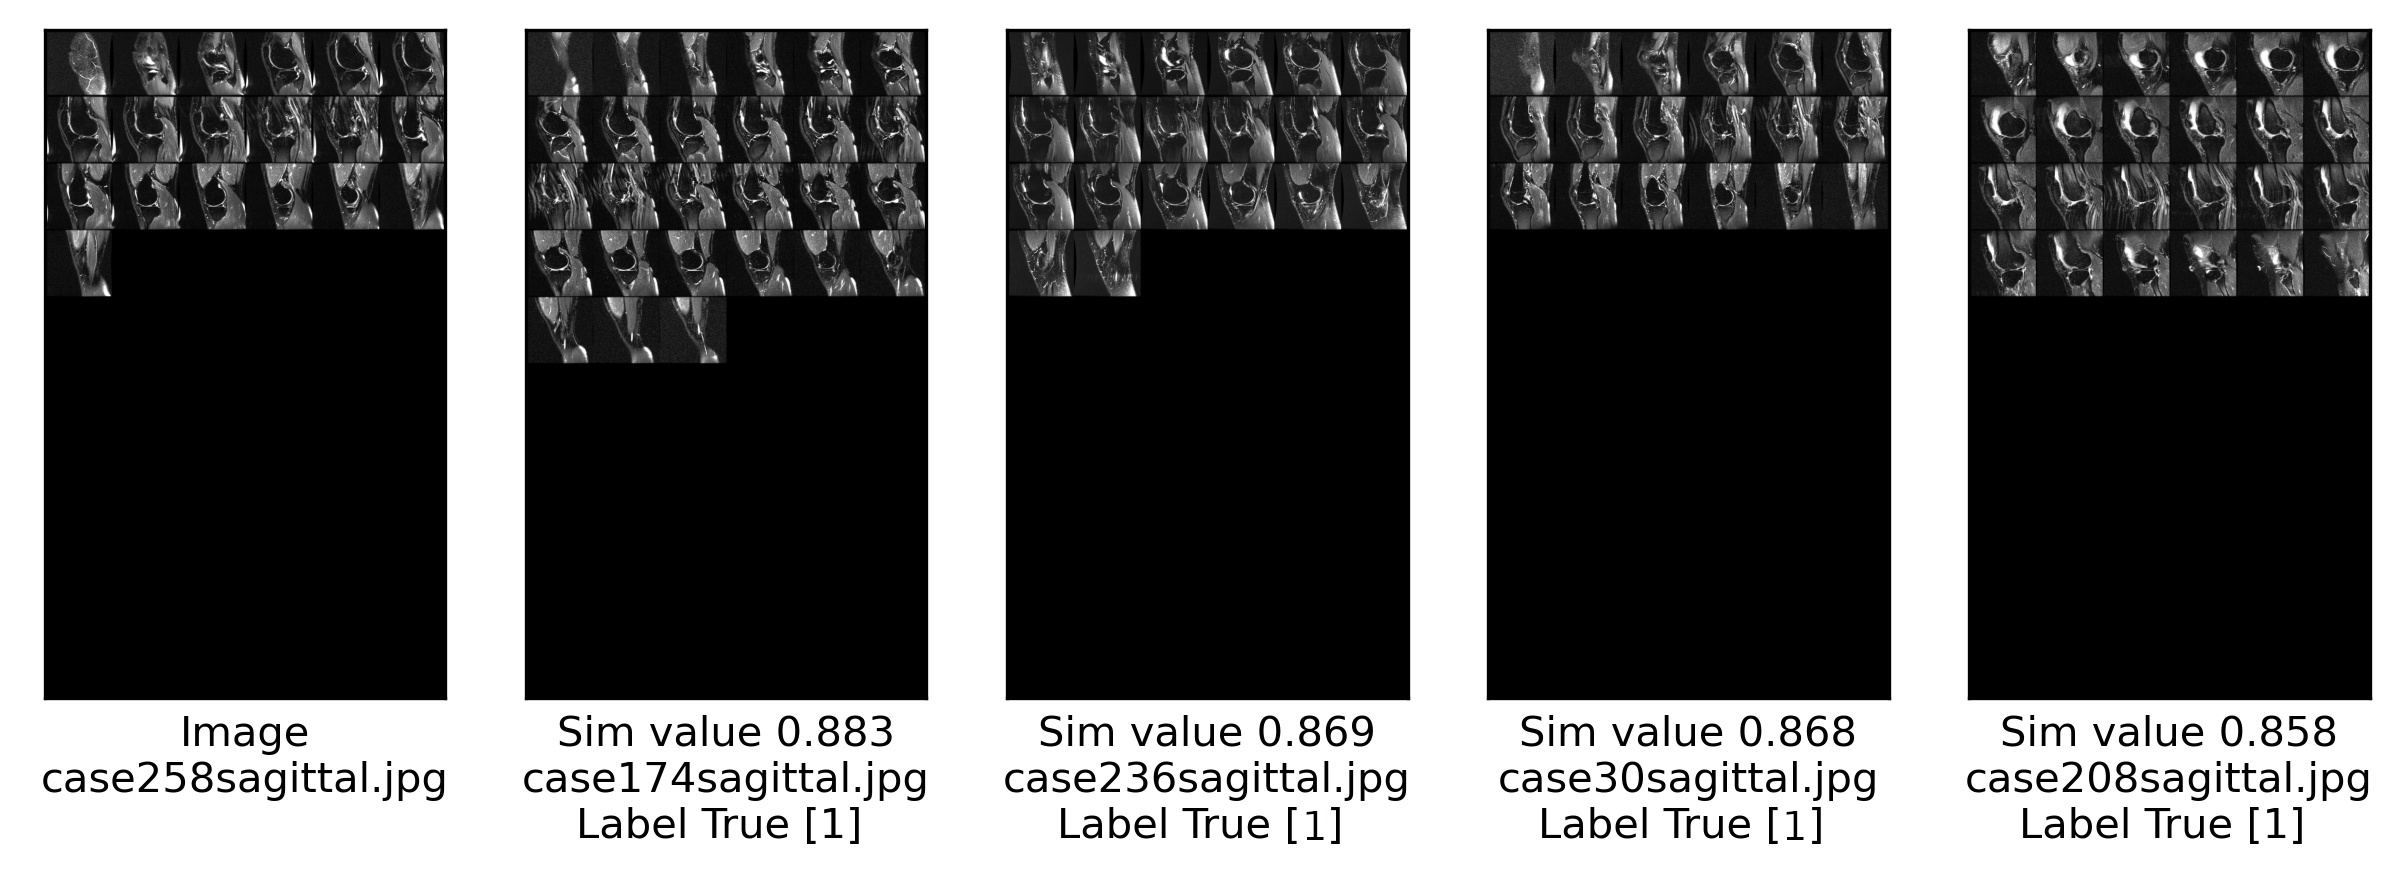 Image
case258sagittal.jpg
Sim value 0.883
case174sagittal.jpg
Label True [1]
Sim value 0.869
case236sagittal.jpg
Label True [1]
Sim value 0.868
case30sagittal.jpg
Label True [1]
Sim value 0.858
case208sagittal.jpg
Label True [1]